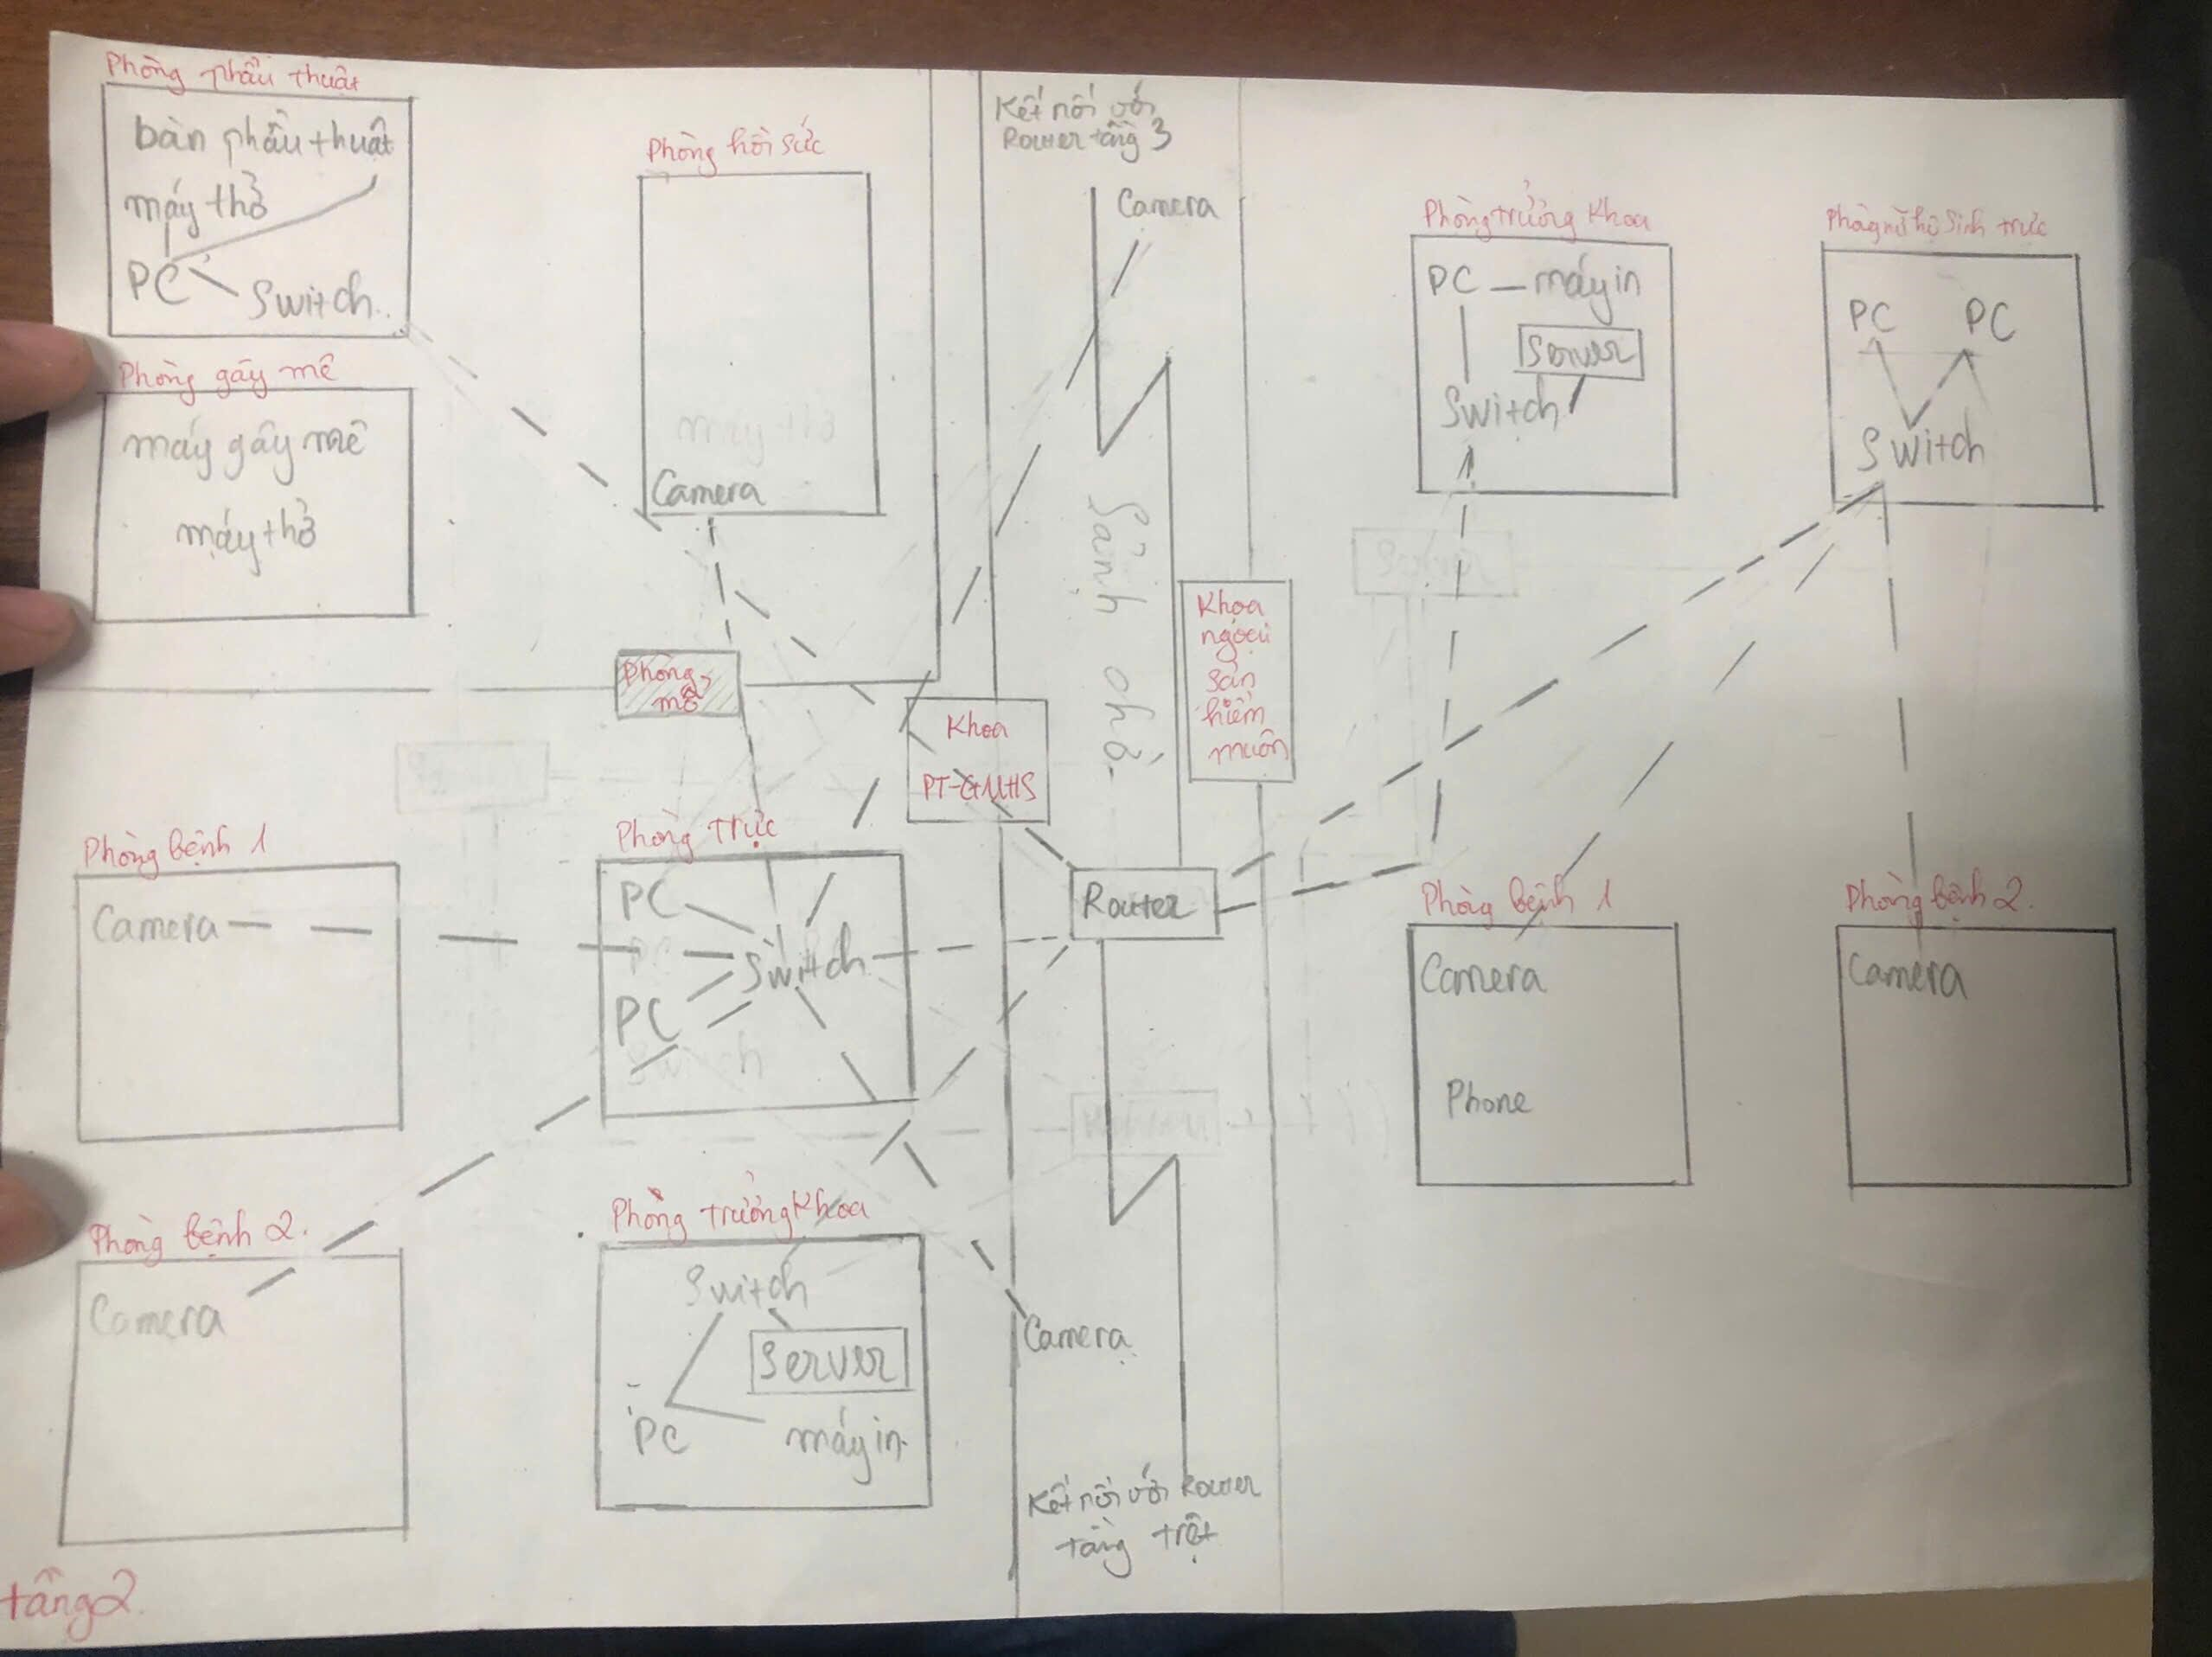 Phòng phẩu thuật
bàn phẩu thuật
máy thở
PC
Switch
Phòng gây mê
máy gây mê
máy thở
Phòng hồi sức
máy thở
Camera
Phòng mổ
Kết nối với
Router tầng 3
Camera
Sảnh chờ
Khoa
PT-GMHS
Khoa
ngoại
sản
hiếm
muộn
Router
Phòng trưởng Khoa
PC
máy in
Server
Switch
Phòng nữ hộ sinh trực
PC PC
Switch
Phòng bệnh 1
Camera
Phòng trực
PC
Switch
PC
Switch
Phòng bệnh 2.
Camera
Phòng trưởng Khoa
Switch
Server
PC
máy in
Camera
Kết nối với Router
tầng trệt
Phòng bệnh 1
Camera
Phone
Phòng bệnh 2.
Camera
tầng 2.